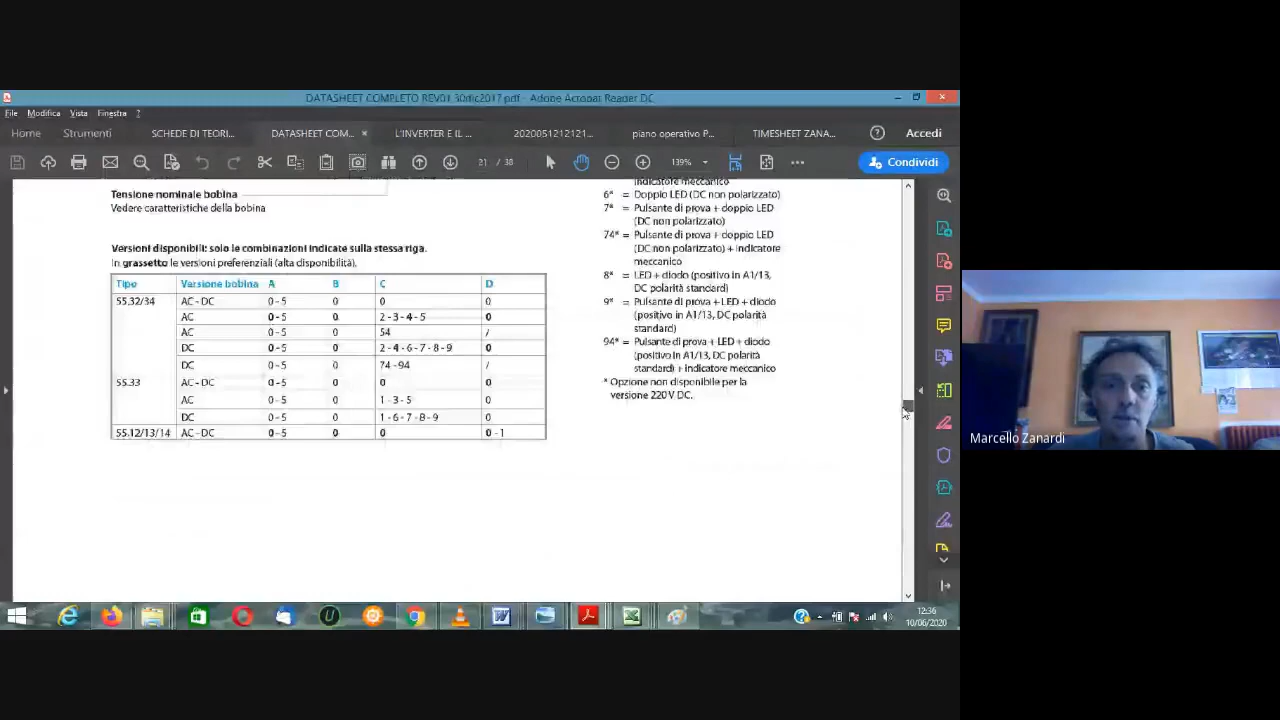 DATASHEET COMPLETO REV01 30dic2017.pdf - Adobe Acrobat Reader DC
File Modifica Vista Finestra ?
Home Strumenti SCHEDE DI TEORI... DATASHEET COM... × L'INVERTER E IL ... 2020051212121... piano operativo P... TIMESHEET ZANA... Accedi
21 / 38 139% Condividi
Tensione nominale bobina
Vedere caratteristiche della bobina
Versioni disponibili: solo le combinazioni indicate sulla stessa riga.
In grassetto le versioni preferenziali (alta disponibilità).
Tipo Versione bobina A B C D
55.32/34 AC - DC 0 - 5 0 0 0
AC 0 - 5 0 2 - 3 - 4 - 5 0
AC 0 - 5 0 54 /
DC 0 - 5 0 2 - 4 - 6 - 7 - 8 - 9 0
DC 0 - 5 0 74 - 94 /
55.33 AC - DC 0 - 5 0 0 0
AC 0 - 5 0 1 - 3 - 5 0
DC 0 - 5 0 1 - 6 - 7 - 8 - 9 0
55.12/13/14 AC - DC 0 - 5 0 0 0 - 1
indicatore meccanico
6* = Doppio LED (DC non polarizzato)
7* = Pulsante di prova + doppio LED
(DC non polarizzato)
74* = Pulsante di prova + doppio LED
(DC non polarizzato) + indicatore
meccanico
8* = LED + diodo (positivo in A1/13,
DC polarità standard)
9* = Pulsante di prova + LED + diodo
(positivo in A1/13, DC polarità
standard)
94* = Pulsante di prova + LED + diodo
(positivo in A1/13, DC polarità
standard) + indicatore meccanico
* Opzione non disponibile per la
versione 220 V DC.
Marcello Zanardi
12:36
10/06/2020